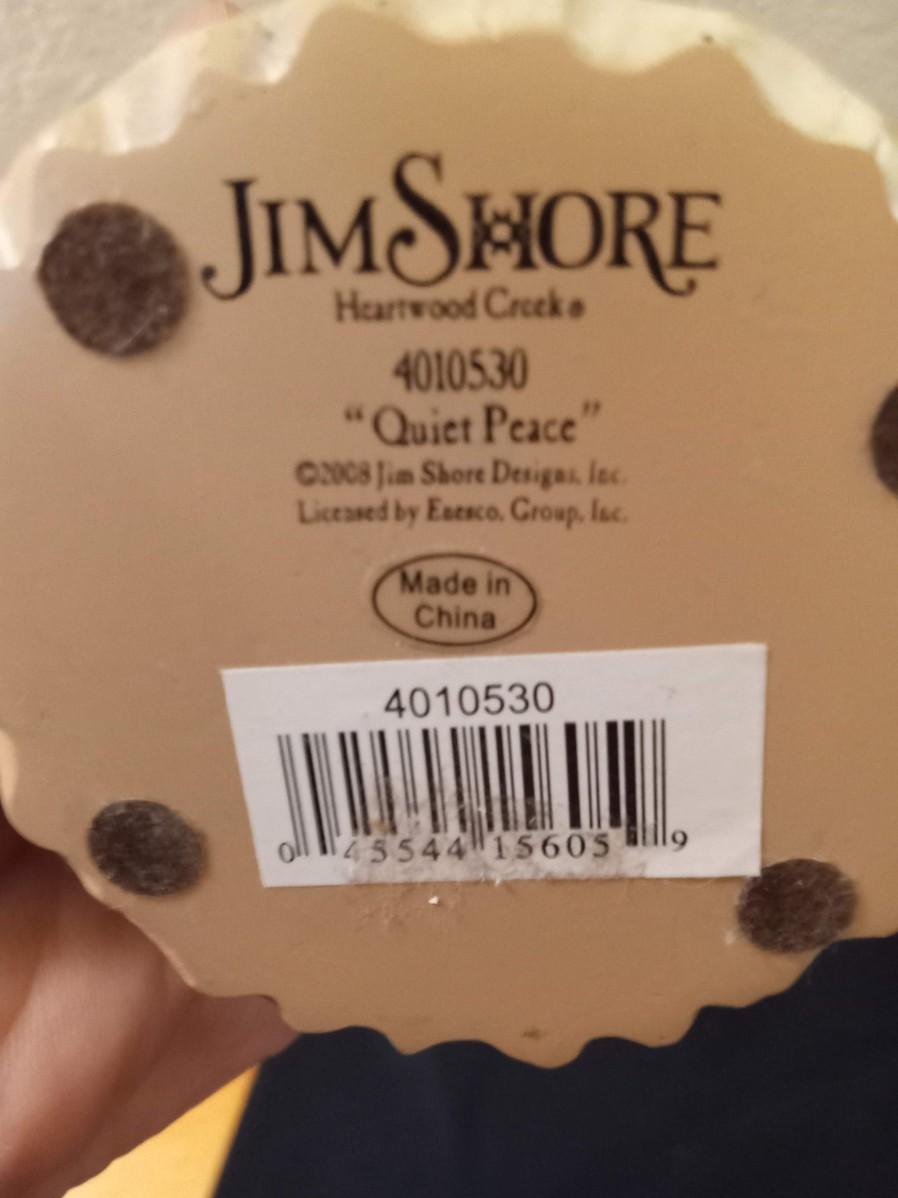 JIM SHORE
Heartwood Creek®
4010530
“Quiet Peace”
©2008 Jim Shore Designs, Inc.
Licensed by Enesco, Group, Inc.
Made in
China
4010530
0 45544 15605 9